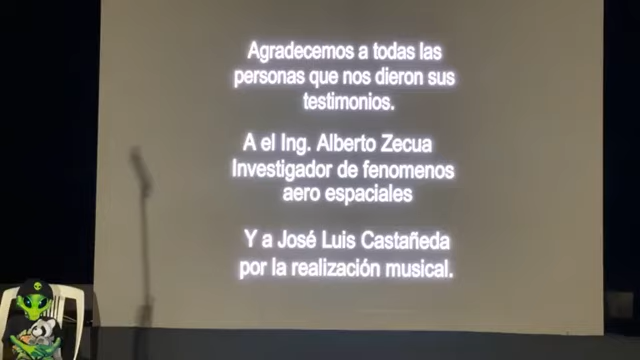 Agradecemos a todas las
personas que nos dieron sus
testimonios.
A el Ing. Alberto Zecua
Investigador de fenomenos
aero espaciales
Y a José Luis Castañeda
por la realización musical.